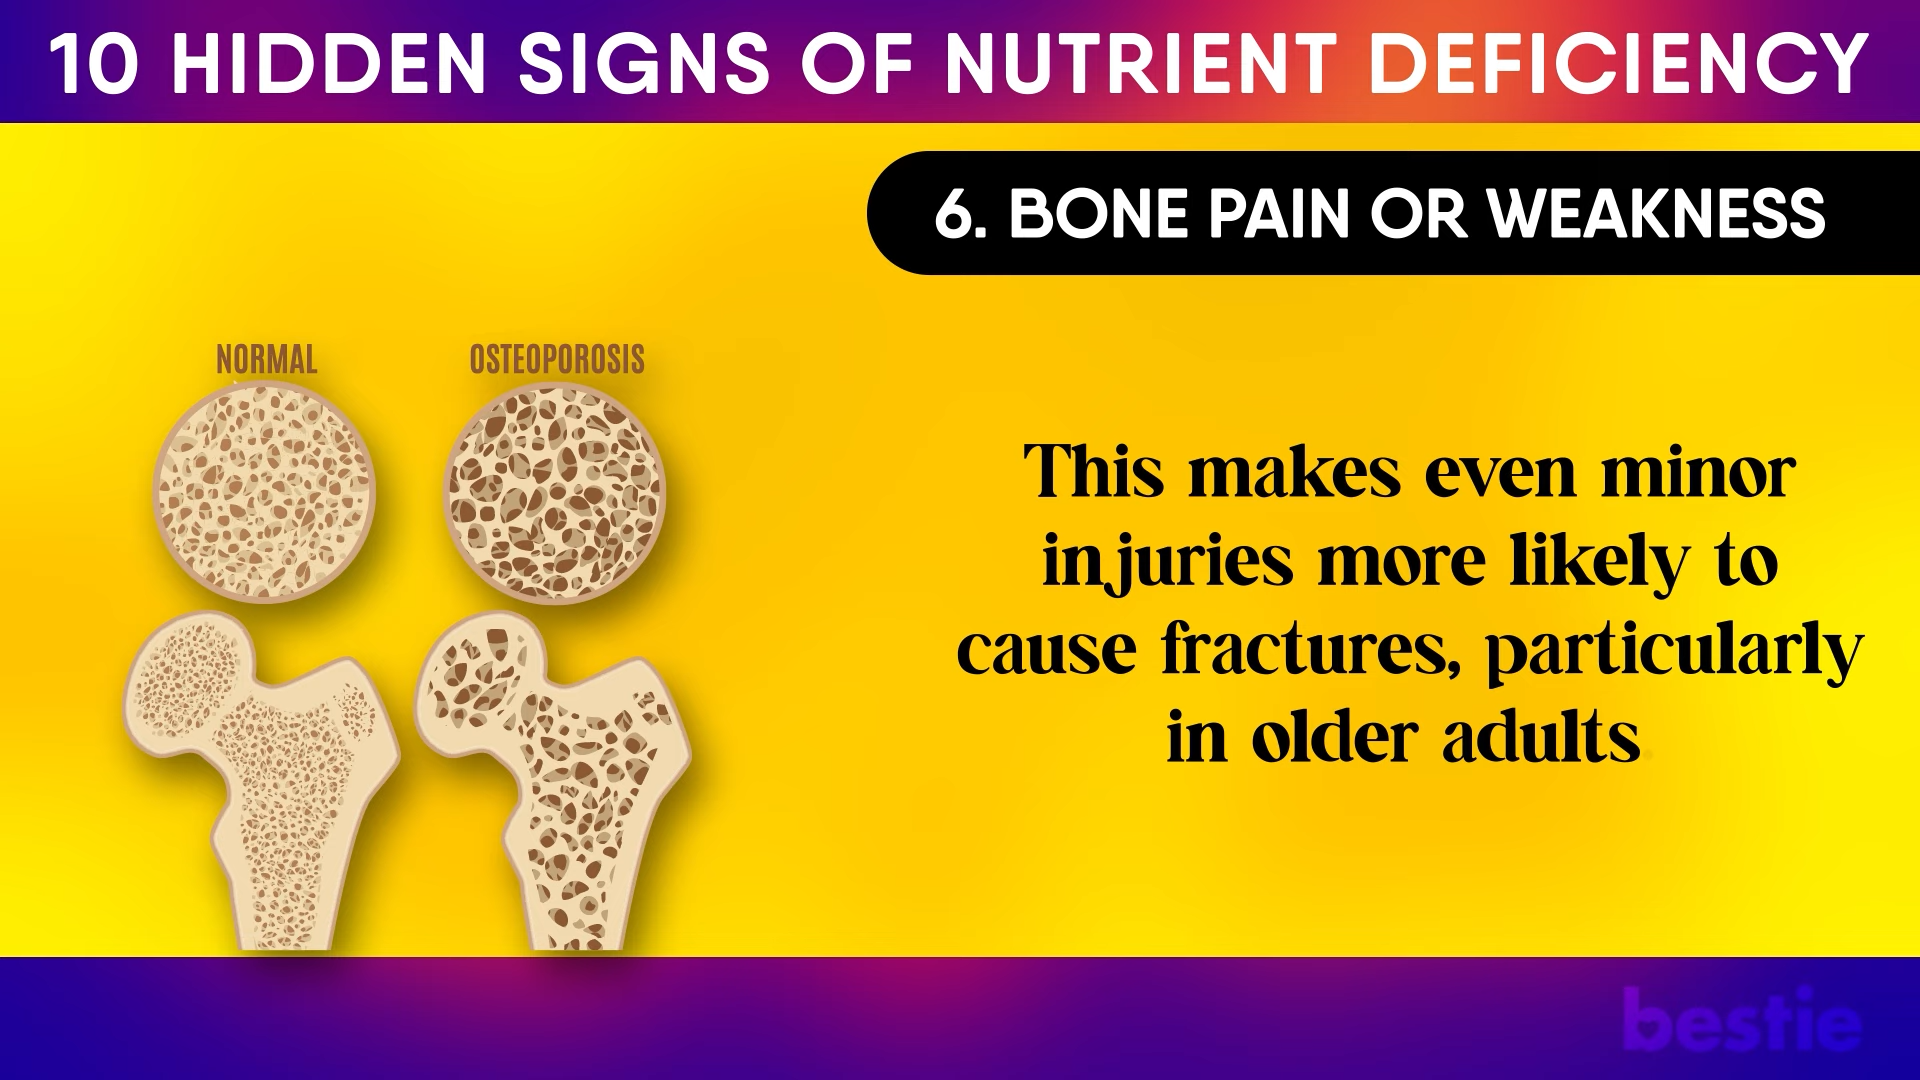 10 HIDDEN SIGNS OF NUTRIENT DEFICIENCY
6. BONE PAIN OR WEAKNESS
NORMAL
OSTEOPOROSIS
This makes even minor
injuries more likely to
cause fractures, particularly
in older adults.
bestie